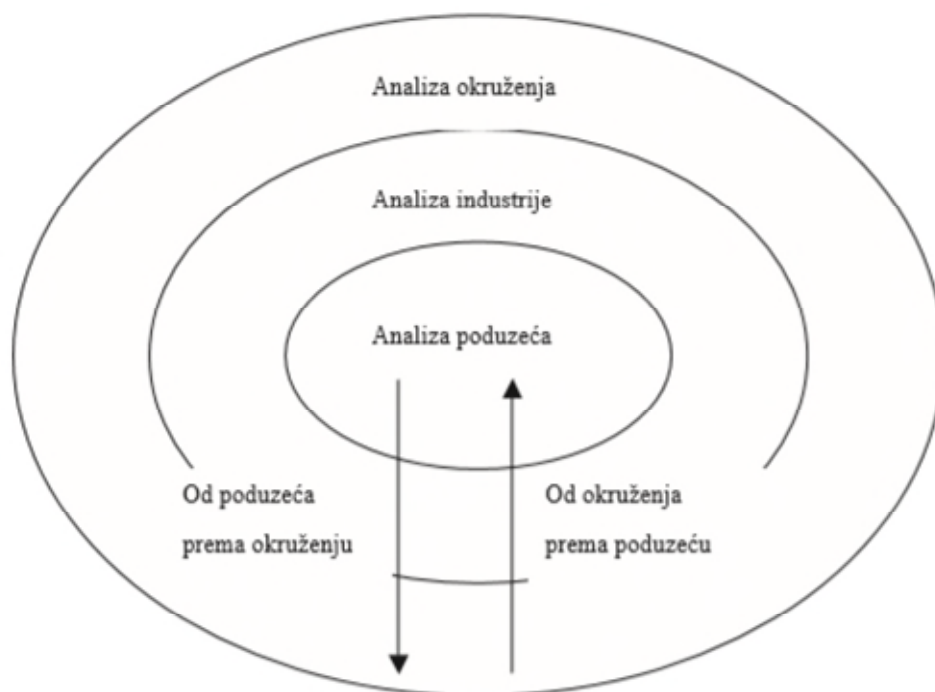 Analiza okruženja
Analiza industrije
Analiza poduzeća
Od poduzeća
prema okruženju
Od okruženja
prema poduzeću